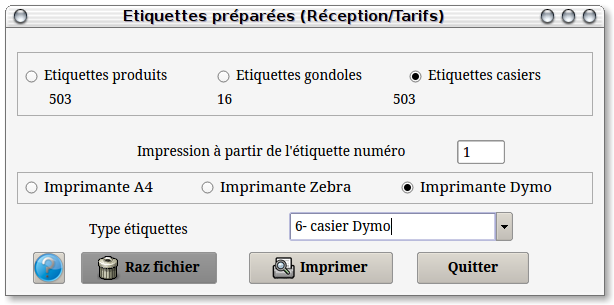 Etiquettes préparées (Réception/Tarifs)
Etiquettes produits Etiquettes gondoles Etiquettes casiers
503 16 503
Impression à partir de l'étiquette numéro 1
Imprimante A4 Imprimante Zebra Imprimante Dymo
Type étiquettes 6- casier Dymo
? Raz fichier Imprimer Quitter